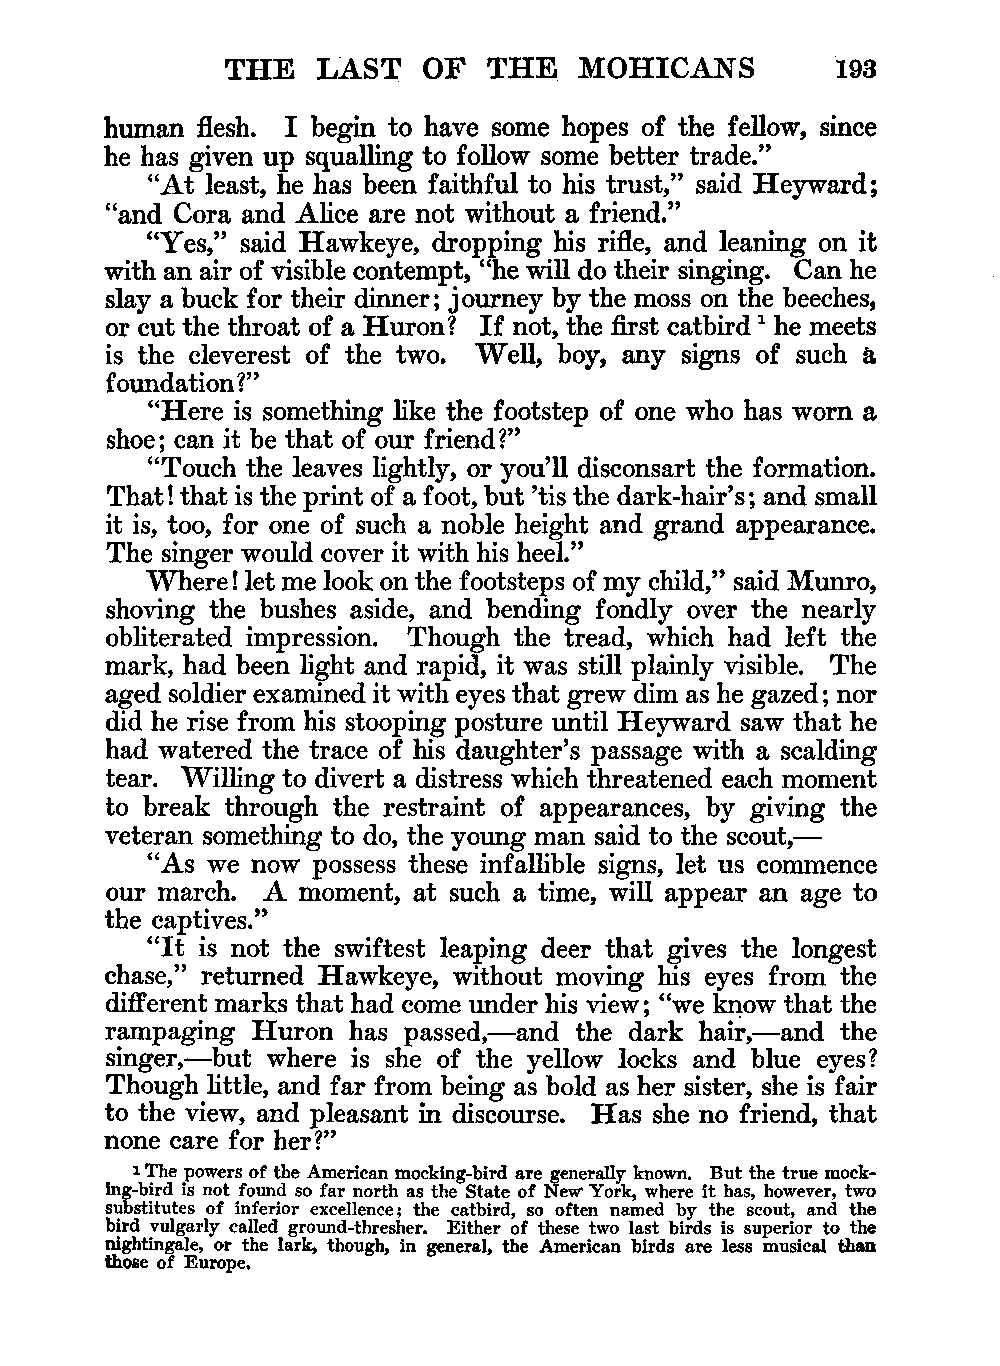 THE LAST OF THE MOHICANS 193
human flesh. I begin to have some hopes of the fellow, since
he has given up squalling to follow some better trade.”
“At least, he has been faithful to his trust,” said Heyward;
“and Cora and Alice are not without a friend.”
“Yes,” said Hawkeye, dropping his rifle, and leaning on it
with an air of visible contempt, “he will do their singing. Can he
slay a buck for their dinner; journey by the moss on the beeches,
or cut the throat of a Huron? If not, the first catbird ¹ he meets
is the cleverest of the two. Well, boy, any signs of such a
foundation?”
“Here is something like the footstep of one who has worn a
shoe; can it be that of our friend?”
“Touch the leaves lightly, or you’ll disconsart the formation.
That! that is the print of a foot, but ’tis the dark-hair’s; and small
it is, too, for one of such a noble height and grand appearance.
The singer would cover it with his heel.”
Where! let me look on the footsteps of my child,” said Munro,
shoving the bushes aside, and bending fondly over the nearly
obliterated impression. Though the tread, which had left the
mark, had been light and rapid, it was still plainly visible. The
aged soldier examined it with eyes that grew dim as he gazed; nor
did he rise from his stooping posture until Heyward saw that he
had watered the trace of his daughter’s passage with a scalding
tear. Willing to divert a distress which threatened each moment
to break through the restraint of appearances, by giving the
veteran something to do, the young man said to the scout,—
“As we now possess these infallible signs, let us commence
our march. A moment, at such a time, will appear an age to
the captives.”
“It is not the swiftest leaping deer that gives the longest
chase,” returned Hawkeye, without moving his eyes from the
different marks that had come under his view; “we know that the
rampaging Huron has passed,—and the dark hair,—and the
singer,—but where is she of the yellow locks and blue eyes?
Though little, and far from being as bold as her sister, she is fair
to the view, and pleasant in discourse. Has she no friend, that
none care for her?”
¹ The powers of the American mocking-bird are generally known. But the true mock-
ing-bird is not found so far north as the State of New York, where it has, however, two
substitutes of inferior excellence; the catbird, so often named by the scout, and the
bird vulgarly called ground-thresher. Either of these two last birds is superior to the
nightingale, or the lark, though, in general, the American birds are less musical than
those of Europe.